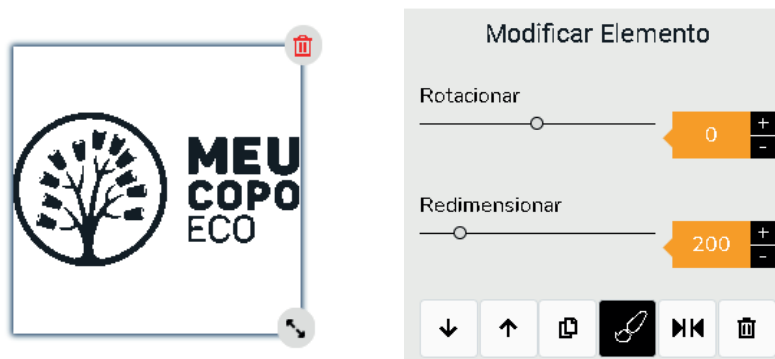 MEU
COPO
ECO
Modificar Elemento
Rotacionar
0
+
-
Redimensionar
200
+
-